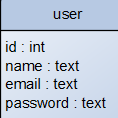 user
id : int
name : text
email : text
password : text